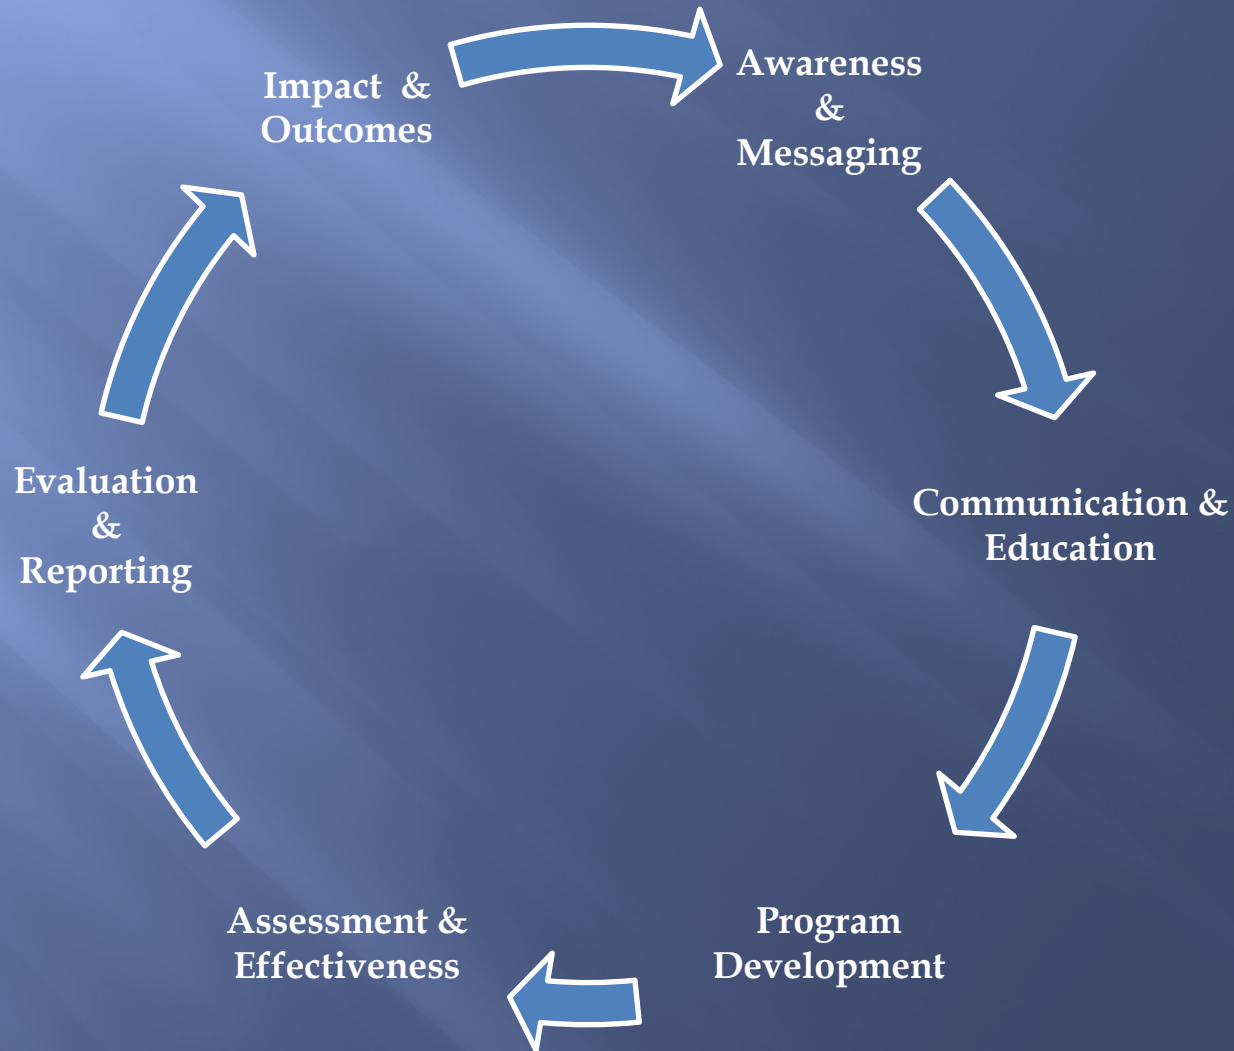 Impact & 
Outcomes
Awareness
&
Messaging
Communication &
Education
Program
Development
Assessment &
Effectiveness
Evaluation
&
Reporting